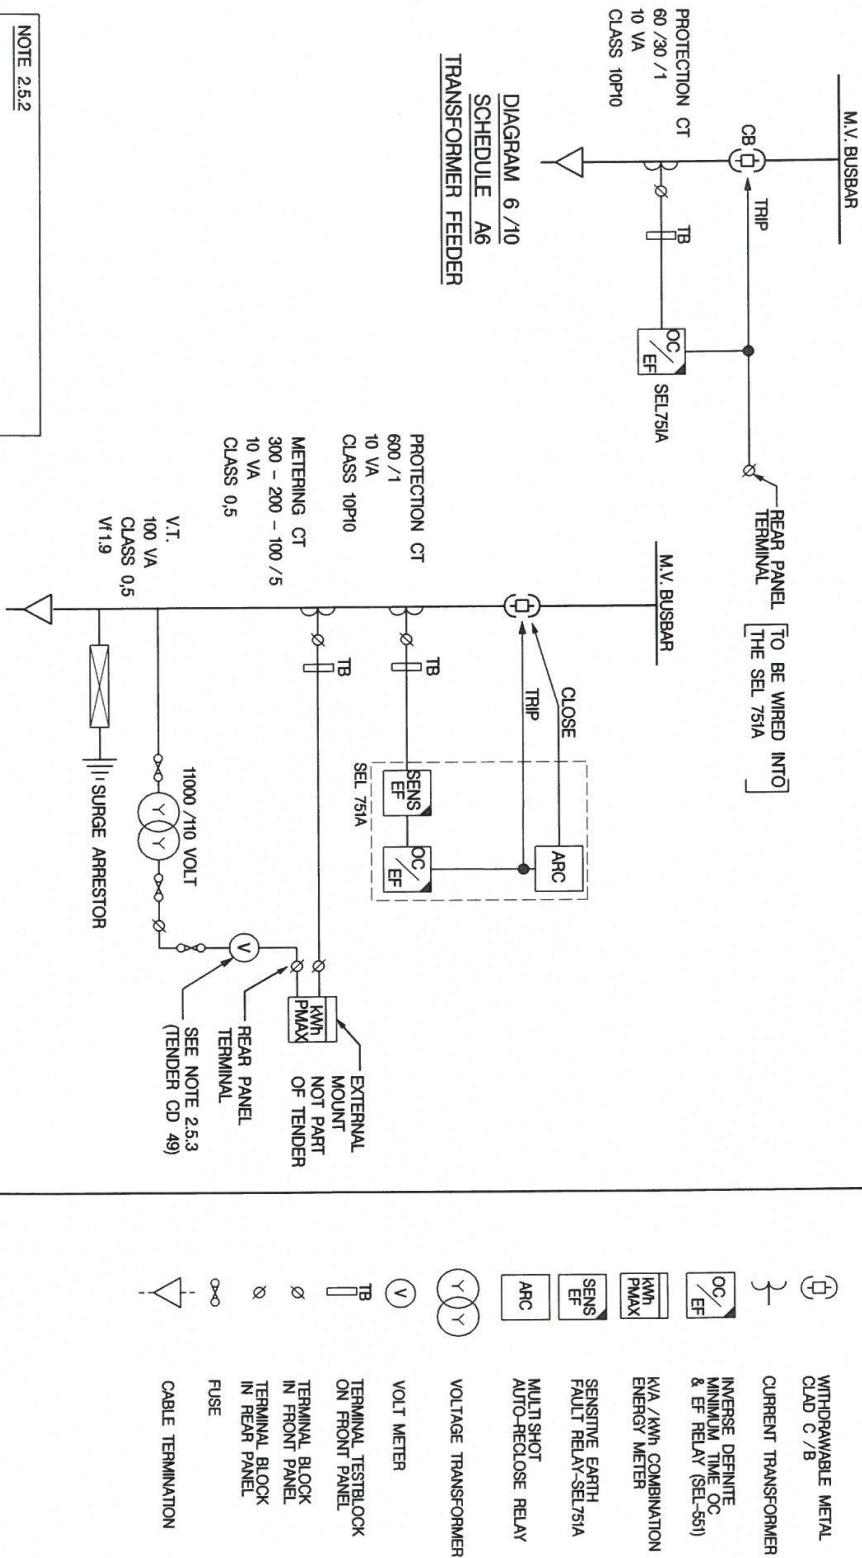 M.V. BUSBAR
CB
TRIP
PROTECTION CT
60 /30 /1
10 VA
CLASS 10P10
TB
OC
EF
SEL751A
REAR PANEL
TERMINAL
TO BE WIRED INTO
THE SEL 751A
DIAGRAM 6 /10
SCHEDULE A6
TRANSFORMER FEEDER
NOTE 2.5.2
M.V. BUSBAR
CLOSE
TRIP
PROTECTION CT
600 /1
10 VA
CLASS 10P10
TB
SENS
EF
OC
EF
ARC
SEL 751A
METERING CT
300 - 200 - 100 /5
10 VA
CLASS 0,5
TB
V.T.
100 VA
CLASS 0,5
Vf 1.9
11000 /110 VOLT
Y
Y
SURGE ARRESTOR
V
kWh
PMAX
EXTERNAL
MOUNT
NOT PART
OF TENDER
REAR PANEL
TERMINAL
SEE NOTE 2.5.3
(TENDER CD 49)
WITHDRAWABLE METAL
CLAD C /B
CURRENT TRANSFORMER
OC
EF
INVERSE DEFINITE
MINIMUM TIME OC
& EF RELAY (SEL-551)
kWh
PMAX
kVA /kWh COMBINATION
ENERGY METER
SENS
EF
SENSITIVE EARTH
FAULT RELAY-SEL751A
ARC
MULTI SHOT
AUTO-RECLOSE RELAY
Y
Y
VOLTAGE TRANSFORMER
V
VOLT METER
TB
TERMINAL TESTBLOCK
ON FRONT PANEL
TERMINAL BLOCK
IN FRONT PANEL
TERMINAL BLOCK
IN REAR PANEL
FUSE
CABLE TERMINATION